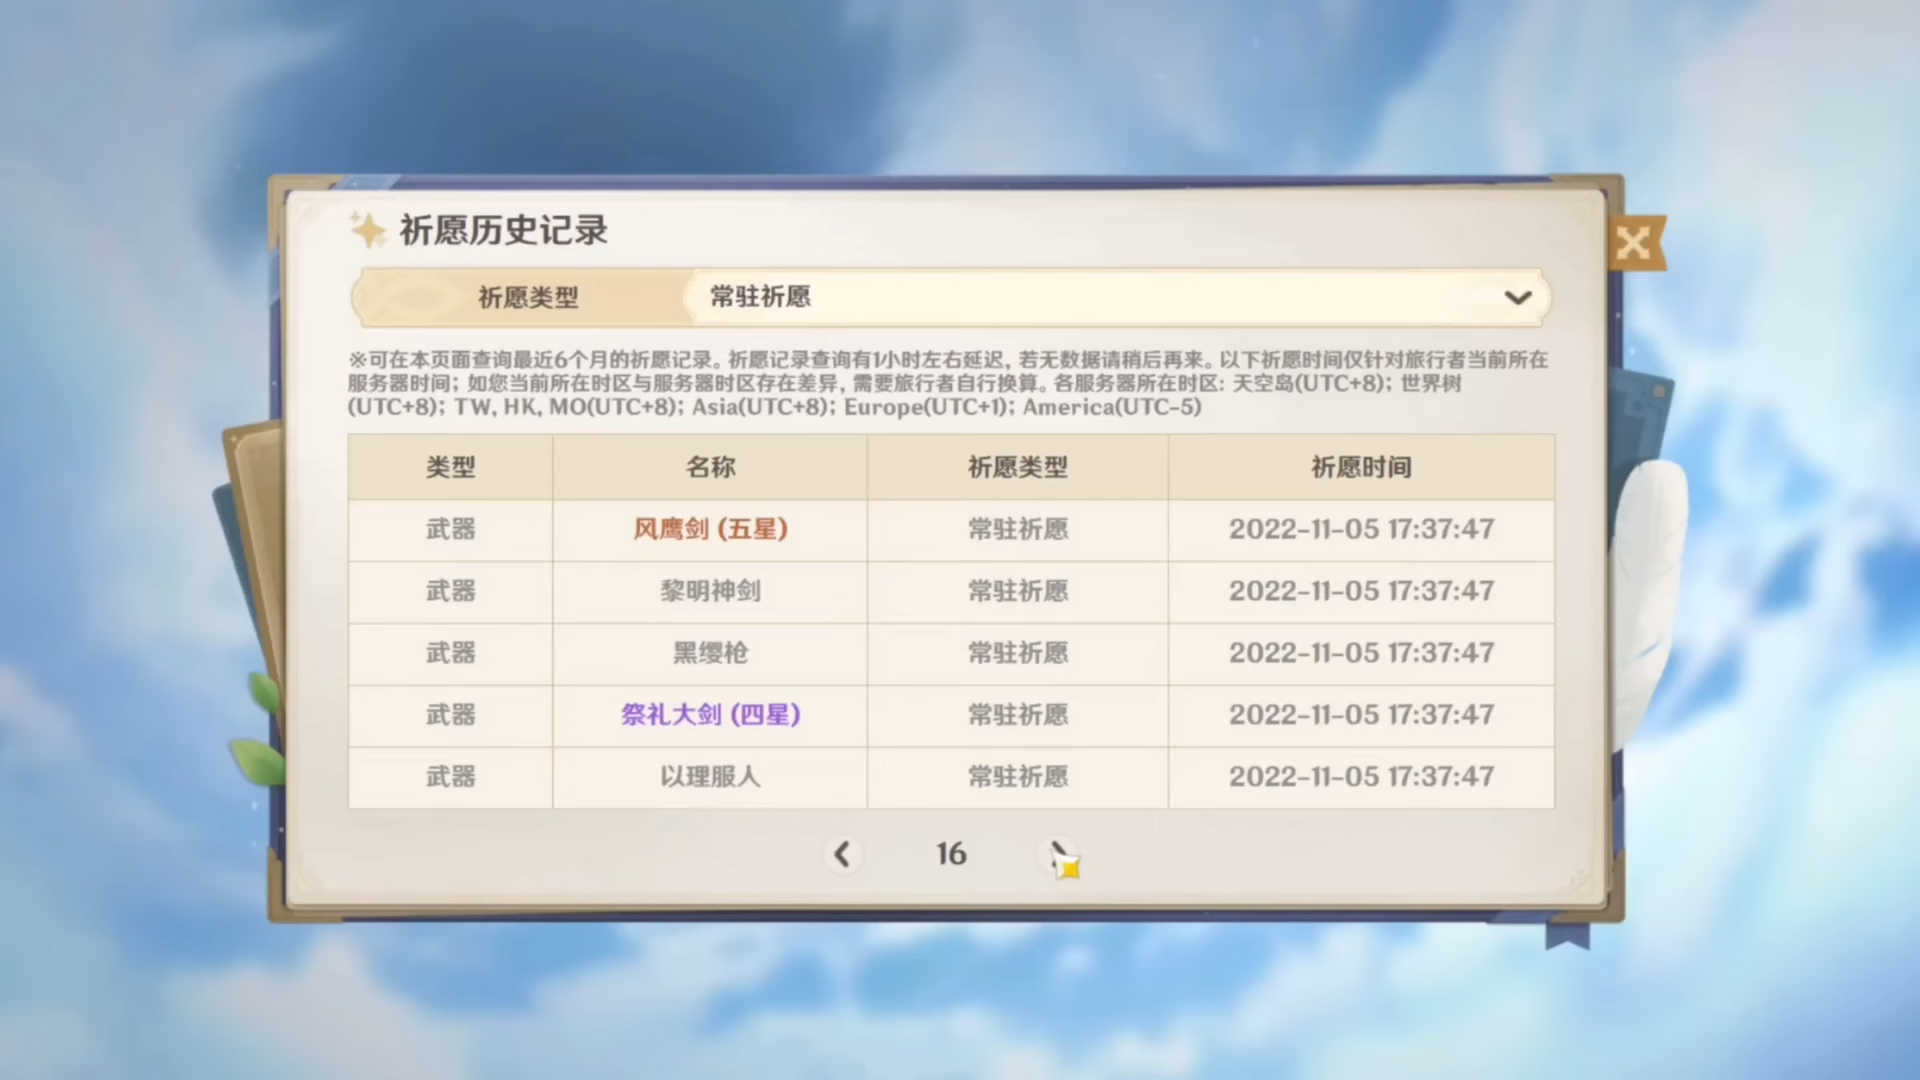 祈愿历史记录
祈愿类型 常驻祈愿
※可在本页面查询最近6个月的祈愿记录。祈愿记录查询有1小时左右延迟，若无数据请稍后再来。以下祈愿时间仅针对旅行者当前所在
服务器时间；如您当前所在时区与服务器时区存在差异，需要旅行者自行换算。各服务器所在时区：天空岛(UTC+8)；世界树
(UTC+8)；TW, HK, MO(UTC+8)；Asia(UTC+8)；Europe(UTC+1)；America(UTC-5)
类型 名称 祈愿类型 祈愿时间
武器 风鹰剑 (五星) 常驻祈愿 2022-11-05 17:37:47
武器 黎明神剑 常驻祈愿 2022-11-05 17:37:47
武器 黑缨枪 常驻祈愿 2022-11-05 17:37:47
武器 祭礼大剑 (四星) 常驻祈愿 2022-11-05 17:37:47
武器 以理服人 常驻祈愿 2022-11-05 17:37:47
16